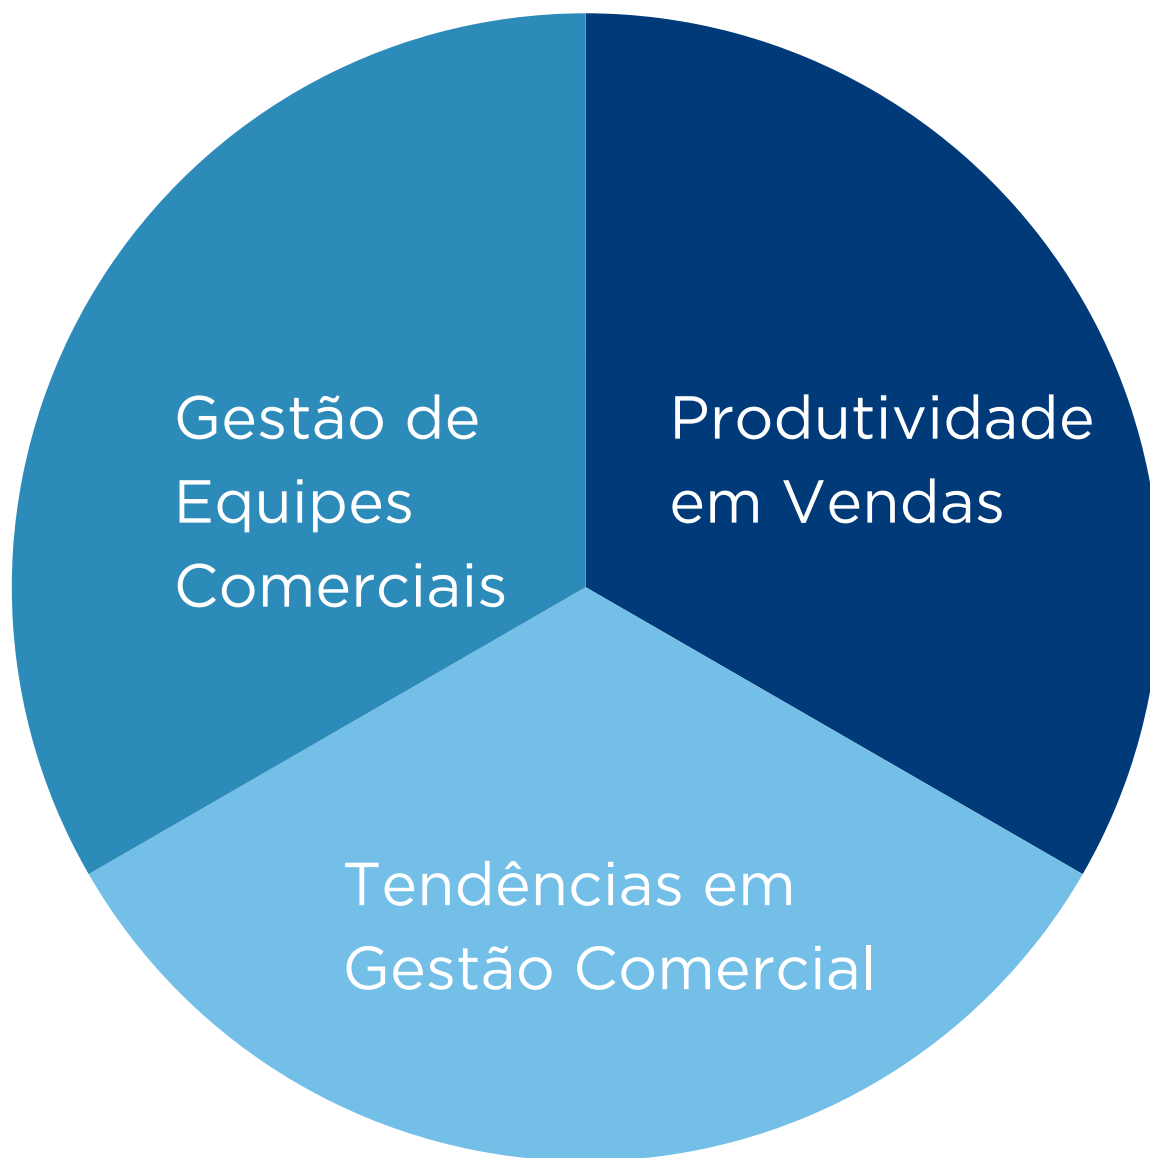 Gestão de
Equipes
Comerciais
Produtividade
em Vendas
Tendências em
Gestão Comercial